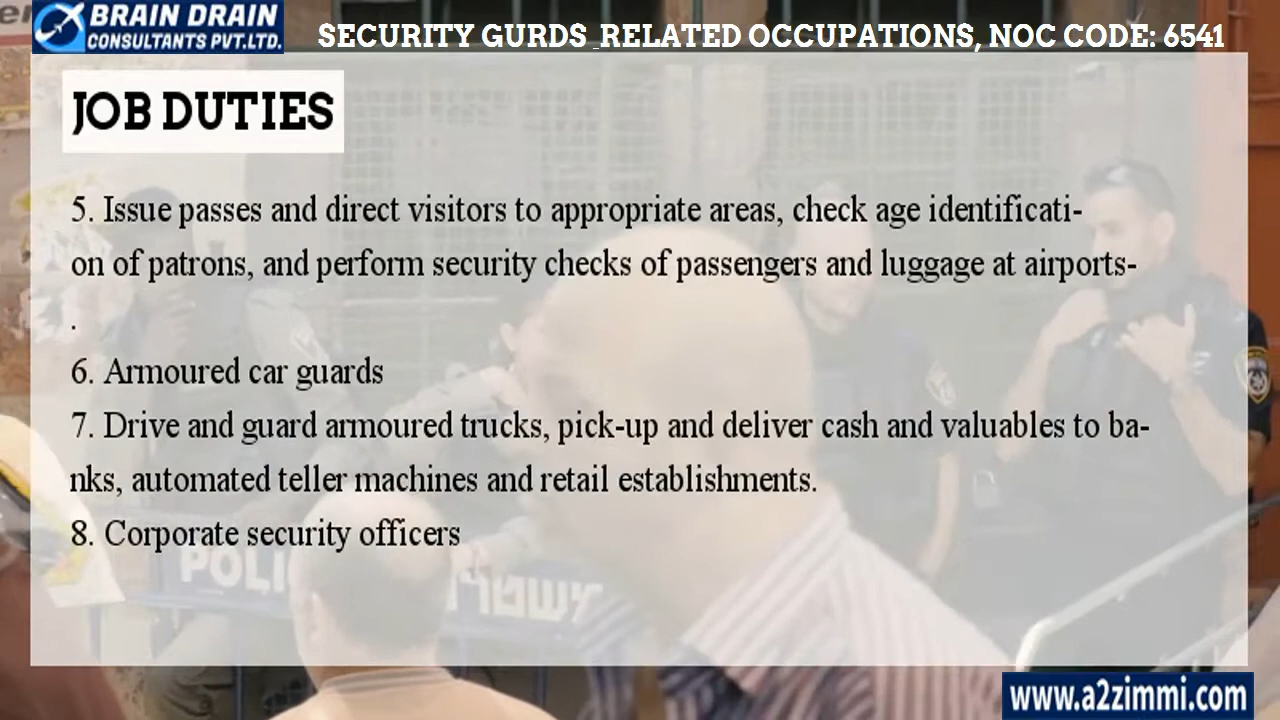 BRAIN DRAIN
CONSULTANTS PVT.LTD.
SECURITY GURDS_RELATED OCCUPATIONS, NOC CODE: 6541
JOB DUTIES
5. Issue passes and direct visitors to appropriate areas, check age identificati-
on of patrons, and perform security checks of passengers and luggage at airports-
.
6. Armoured car guards
7. Drive and guard armoured trucks, pick-up and deliver cash and valuables to ba-
nks, automated teller machines and retail establishments.
8. Corporate security officers
www.a2zimmi.com